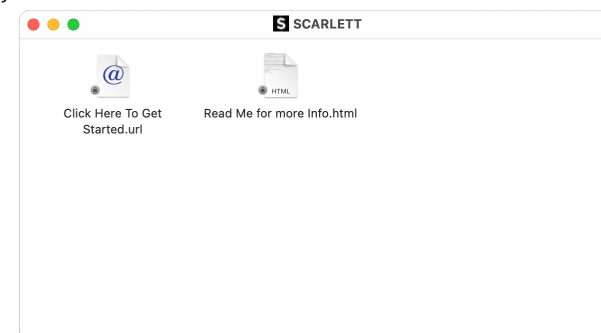 S SCARLETT
@
HTML
Click Here To Get
Started.url
Read Me for more Info.html